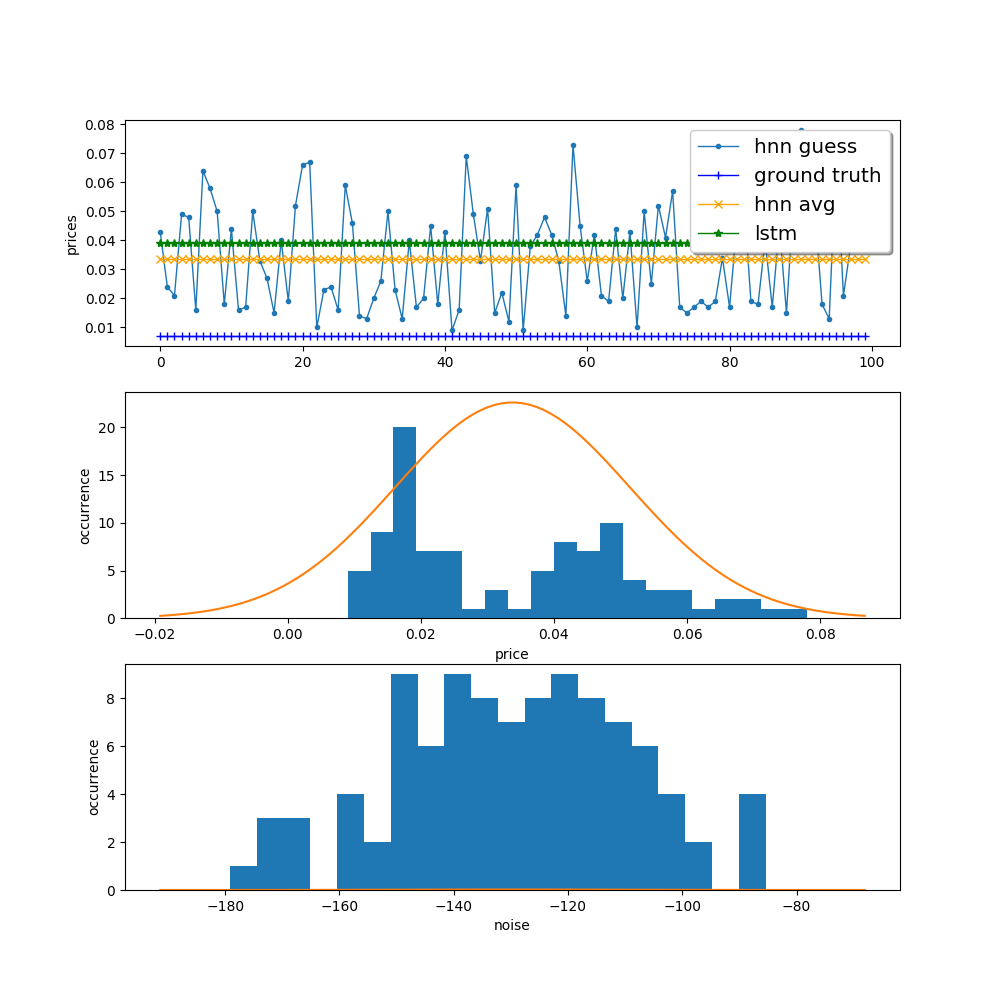 0.08
0.07
0.06
0.05
0.04
0.03
0.02
0.01
prices
0 20 40 60 80 100
hnn guess
ground truth
hnn avg
lstm
20
15
10
5
0
occurrence
−0.02 0.00 0.02 0.04 0.06 0.08
price
8
6
4
2
0
occurrence
−180 −160 −140 −120 −100 −80
noise